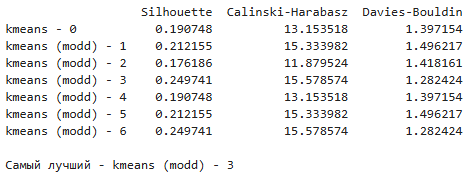 Silhouette Calinski-Harabasz Davies-Bouldin
kmeans - 0 0.190748 13.153518 1.397154
kmeans (modd) - 1 0.212155 15.333982 1.496217
kmeans (modd) - 2 0.176186 11.879524 1.418161
kmeans (modd) - 3 0.249741 15.578574 1.282424
kmeans (modd) - 4 0.190748 13.153518 1.397154
kmeans (modd) - 5 0.212155 15.333982 1.496217
kmeans (modd) - 6 0.249741 15.578574 1.282424
Самый лучший - kmeans (modd) - 3